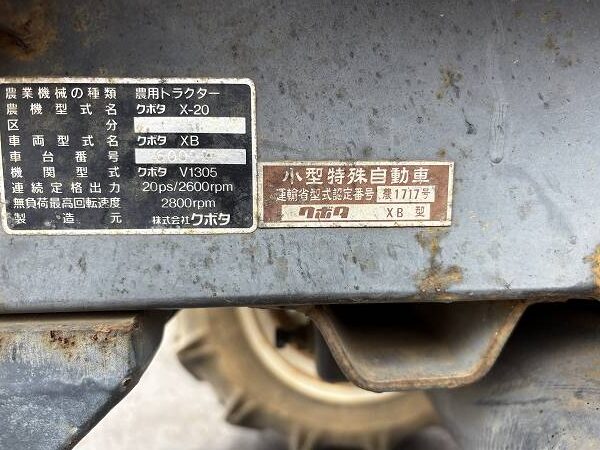 農業機械の種類 農用トラクター
農機型式名 クボタ X-20
区分
車両型式名 クボタ XB
車台番号
機関型式 クボタ V1305
連続定格出力 20ps/2600rpm
無負荷最高回転速度 2800rpm
製造元 株式会社クボタ
小型特殊自動車
運輸省型式認定番号 農1717号
クボタ XB型